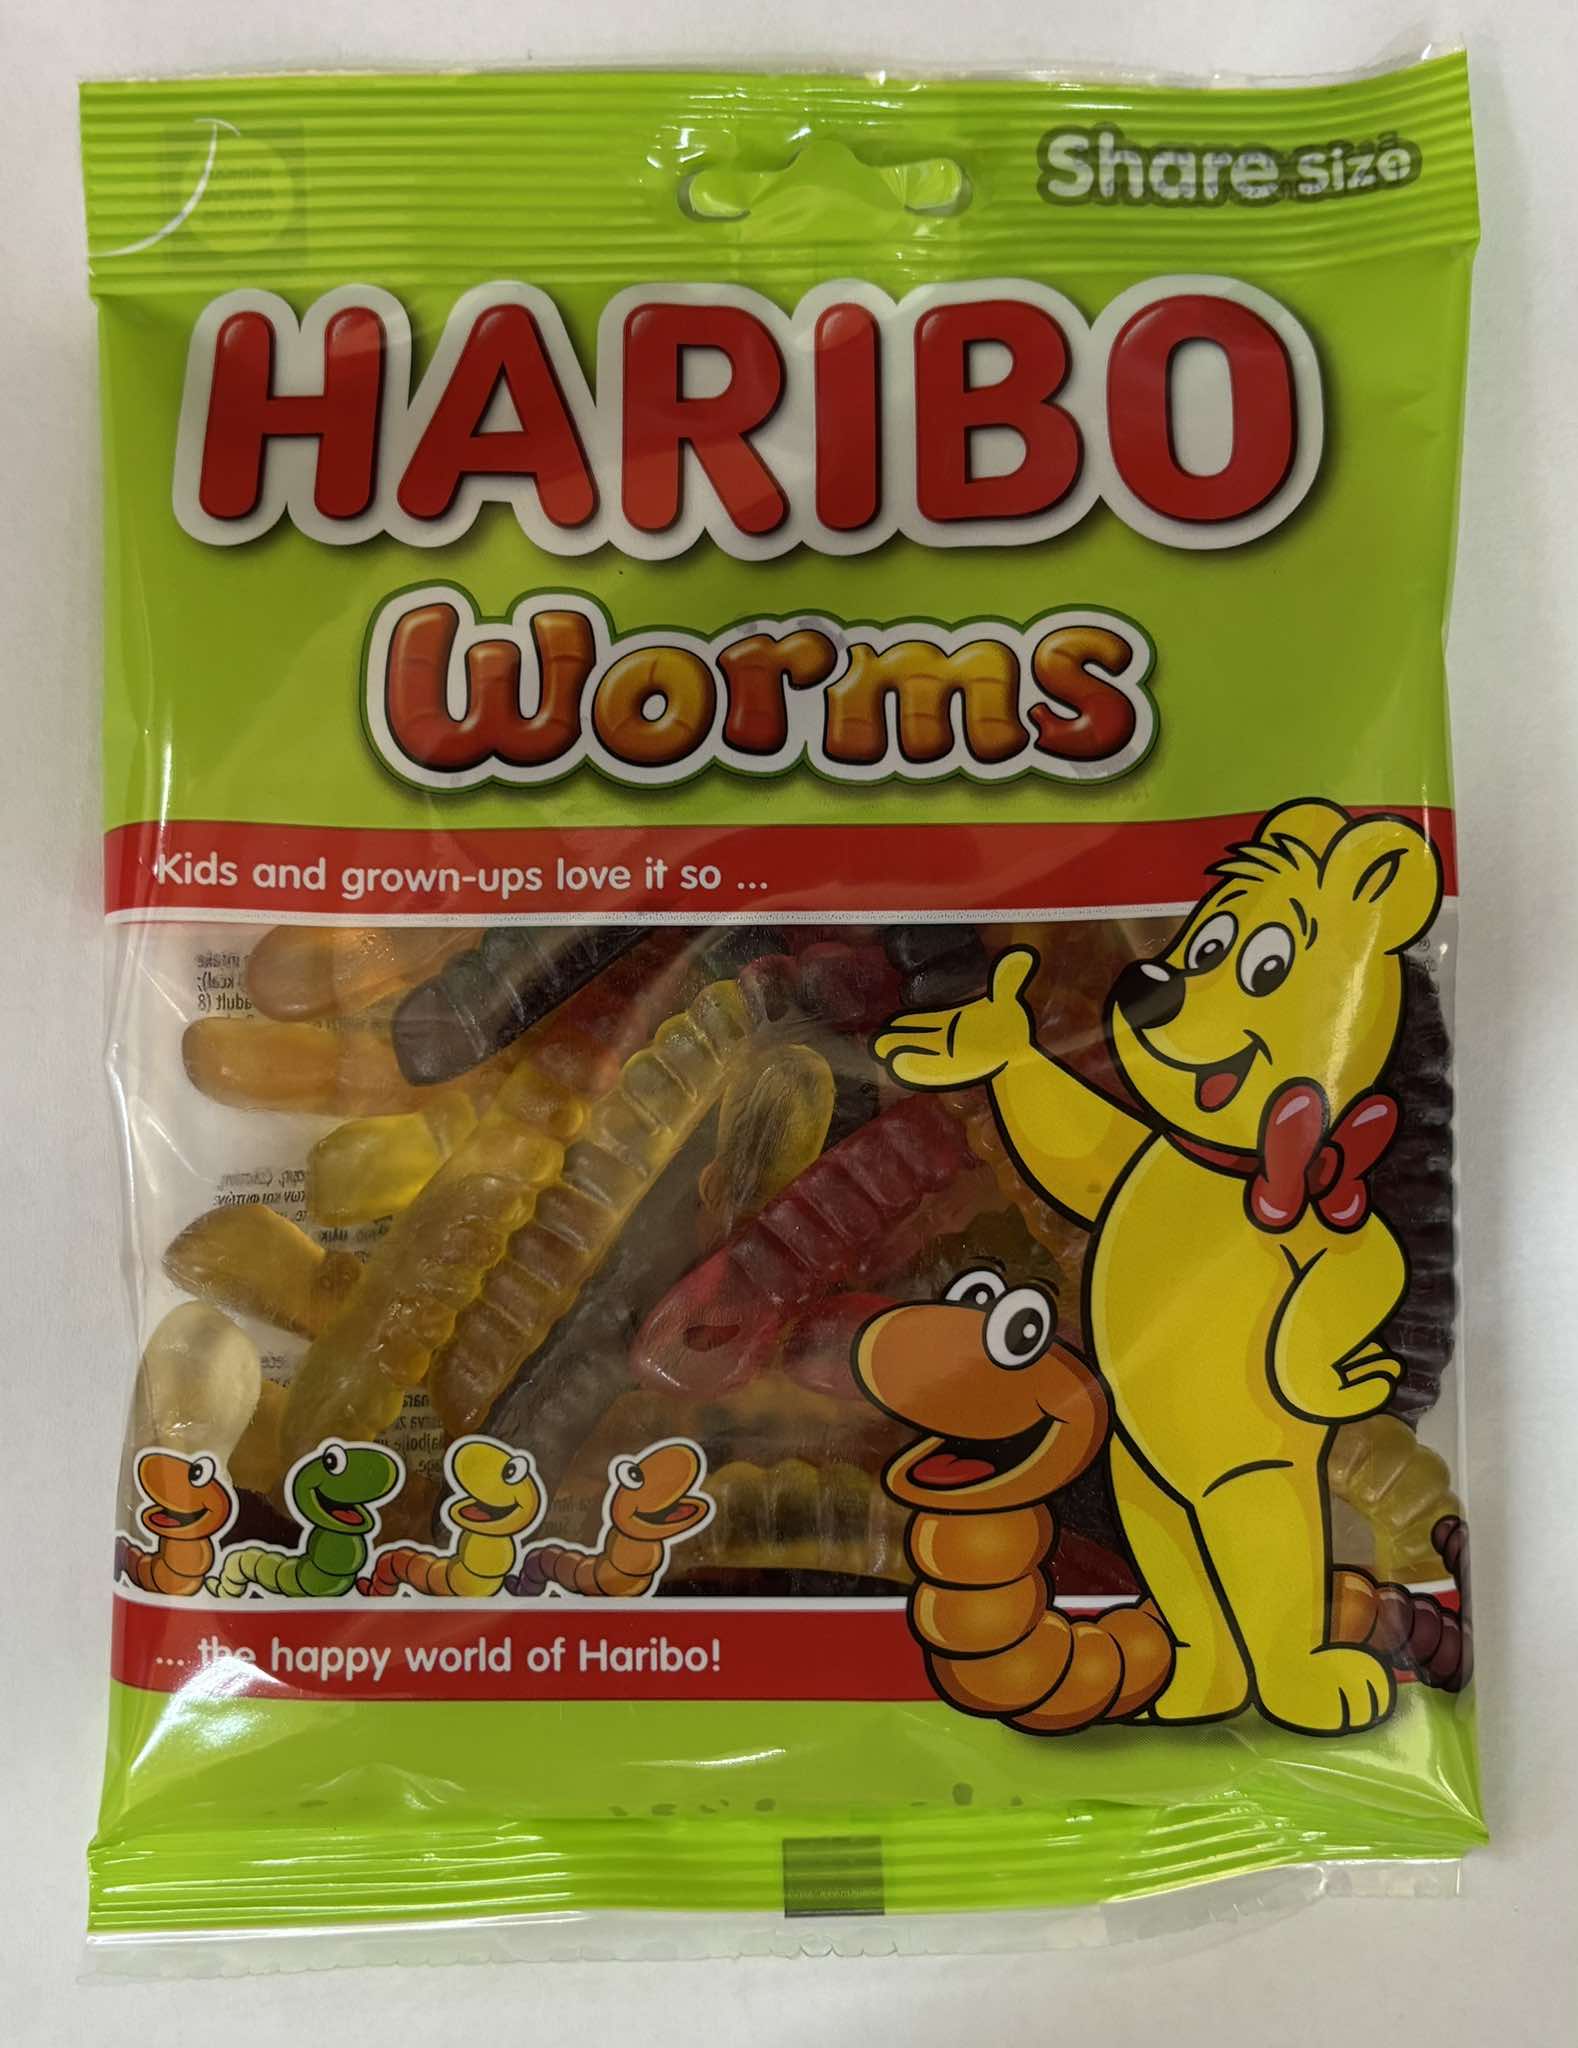 Share size
HARIBO
Worms
Kids and grown-ups love it so ...
... the happy world of Haribo!